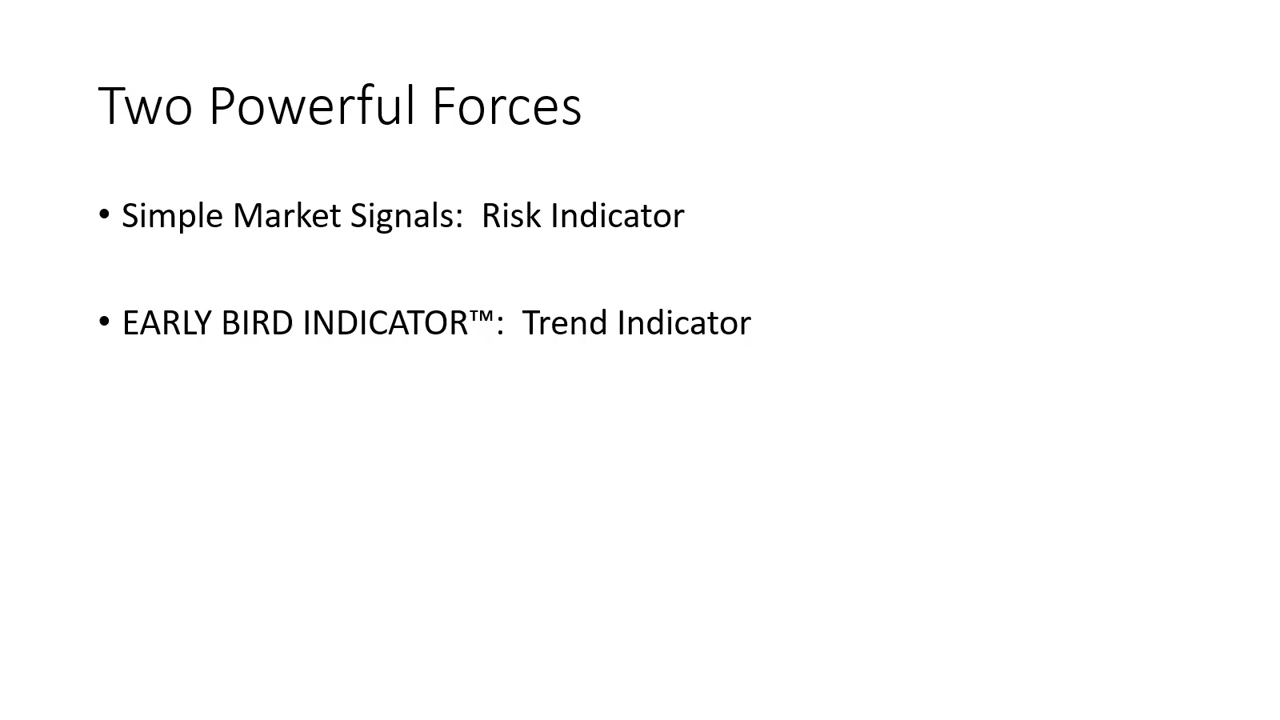 Two Powerful Forces
• Simple Market Signals:  Risk Indicator
• EARLY BIRD INDICATOR™:  Trend Indicator